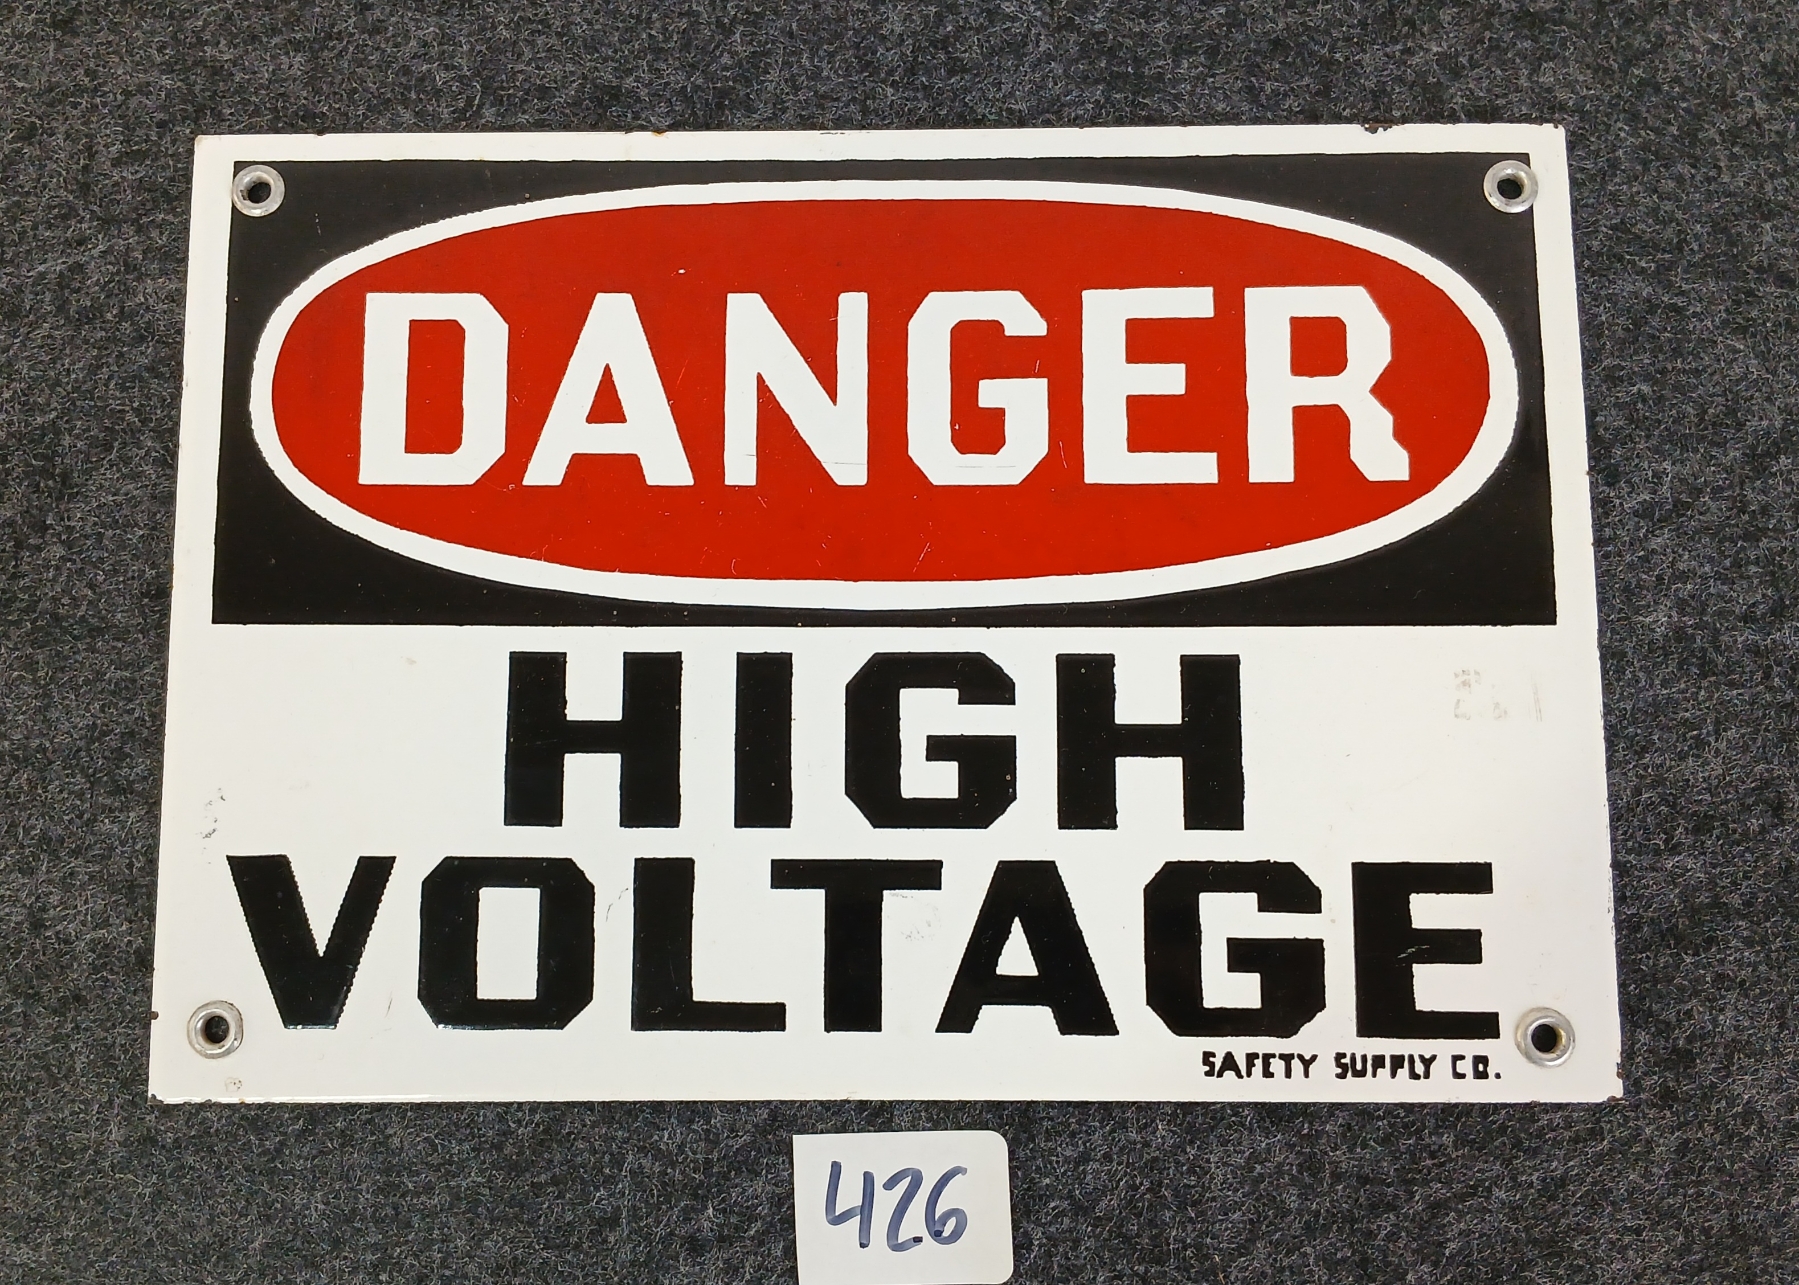 DANGER
HIGH
VOLTAGE
SAFETY SUPPLY CO.
426